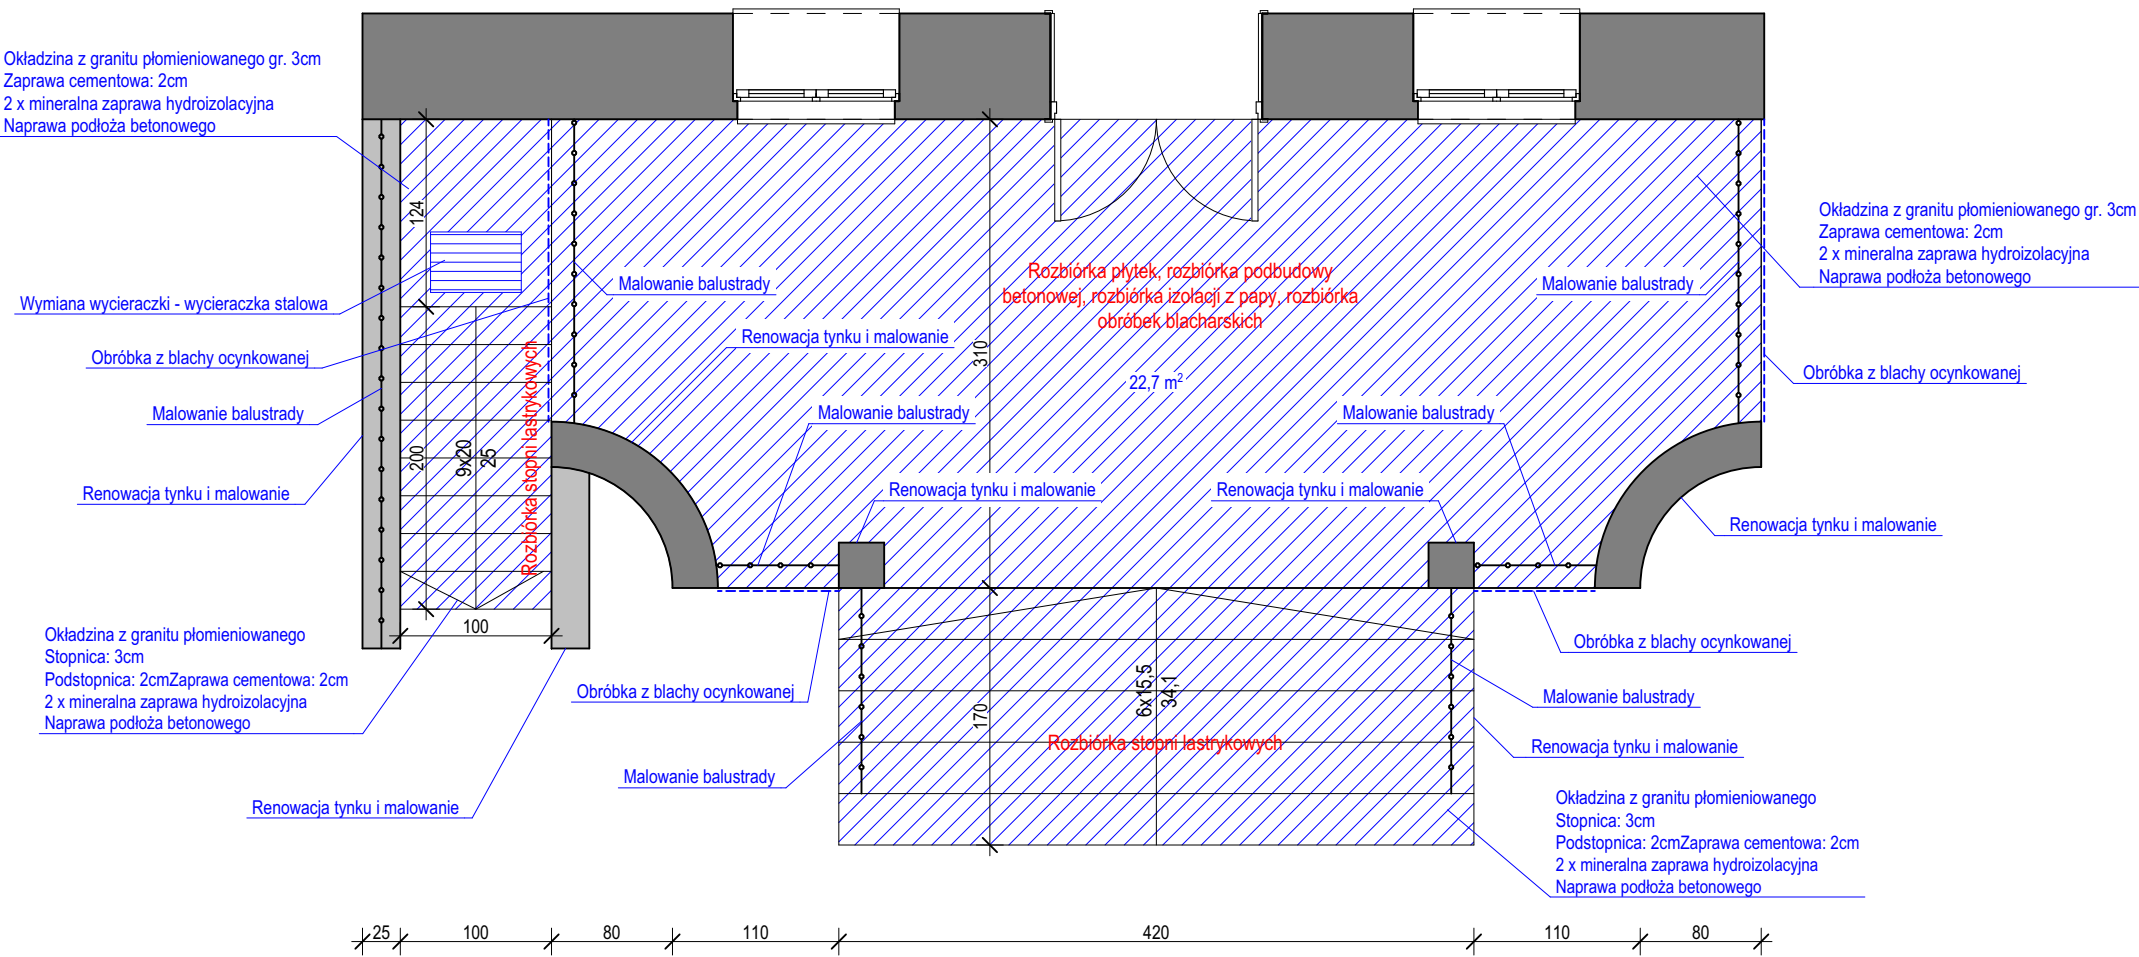 Okładzina z granitu płomieniowanego gr. 3cm
Zaprawa cementowa: 2cm
2 x mineralna zaprawa hydroizolacyjna
Naprawa podłoża betonowego
124
Wymiana wycieraczki - wycieraczka stalowa
Obróbka z blachy ocynkowanej
Malowanie balustrady
Renowacja tynku i malowanie
200
9x20
25
Rozbiórka stopni lastrykowych
100
Okładzina z granitu płomieniowanego
Stopnica: 3cm
Podstopnica: 2cmZaprawa cementowa: 2cm
2 x mineralna zaprawa hydroizolacyjna
Naprawa podłoża betonowego
Renowacja tynku i malowanie
Malowanie balustrady
Renowacja tynku i malowanie
Malowanie balustrady
Renowacja tynku i malowanie
Obróbka z blachy ocynkowanej
Malowanie balustrady
310
Rozbiórka płytek, rozbiórka podbudowy
betonowej, rozbiórka izolacji z papy, rozbiórka
obróbek blacharskich
22,7 m²
Malowanie balustrady
Malowanie balustrady
Renowacja tynku i malowanie
170
6x15,5
34,1
Rozbiórka stopni lastrykowych
Okładzina z granitu płomieniowanego gr. 3cm
Zaprawa cementowa: 2cm
2 x mineralna zaprawa hydroizolacyjna
Naprawa podłoża betonowego
Obróbka z blachy ocynkowanej
Renowacja tynku i malowanie
Obróbka z blachy ocynkowanej
Malowanie balustrady
Renowacja tynku i malowanie
Okładzina z granitu płomieniowanego
Stopnica: 3cm
Podstopnica: 2cmZaprawa cementowa: 2cm
2 x mineralna zaprawa hydroizolacyjna
Naprawa podłoża betonowego
25 100 80 110 420 110 80